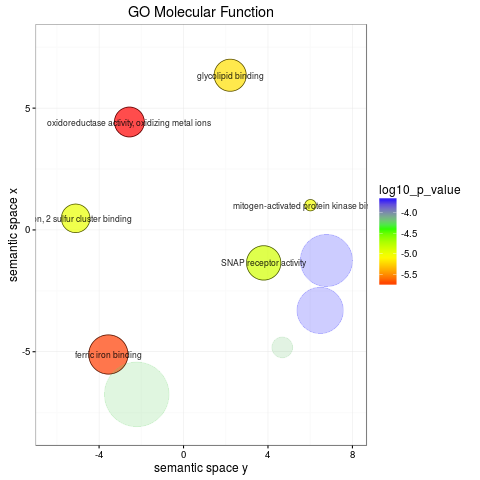 GO Molecular Function
glycolipid binding
oxidoreductase activity, oxidizing metal ions
mitogen-activated protein kinase bin
n, 2 sulfur cluster binding
SNAP receptor activity
ferric iron binding
semantic space x
5
0
-5
-4
0
4
8
semantic space y
log10_p_value
-4.0
-4.5
-5.0
-5.5